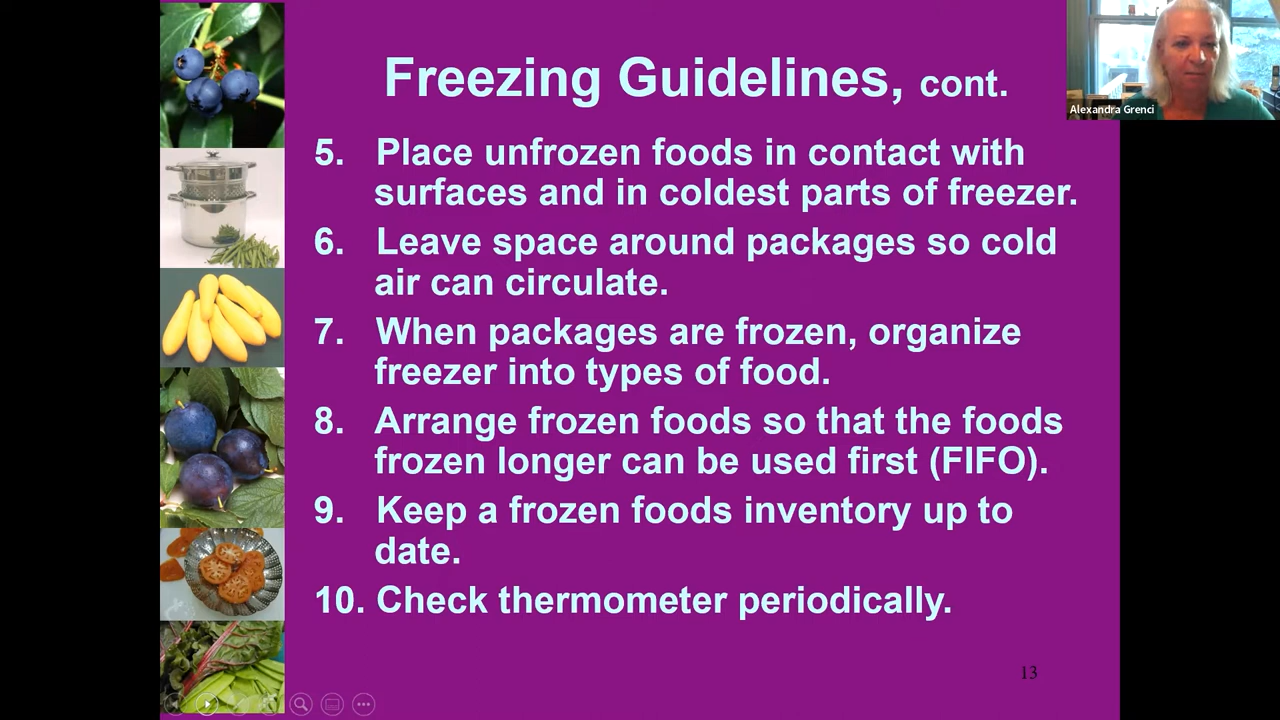 Freezing Guidelines, cont.
Alexandra Grenci
5. Place unfrozen foods in contact with
surfaces and in coldest parts of freezer.
6. Leave space around packages so cold
air can circulate.
7. When packages are frozen, organize
freezer into types of food.
8. Arrange frozen foods so that the foods
frozen longer can be used first (FIFO).
9. Keep a frozen foods inventory up to
date.
10. Check thermometer periodically.
13